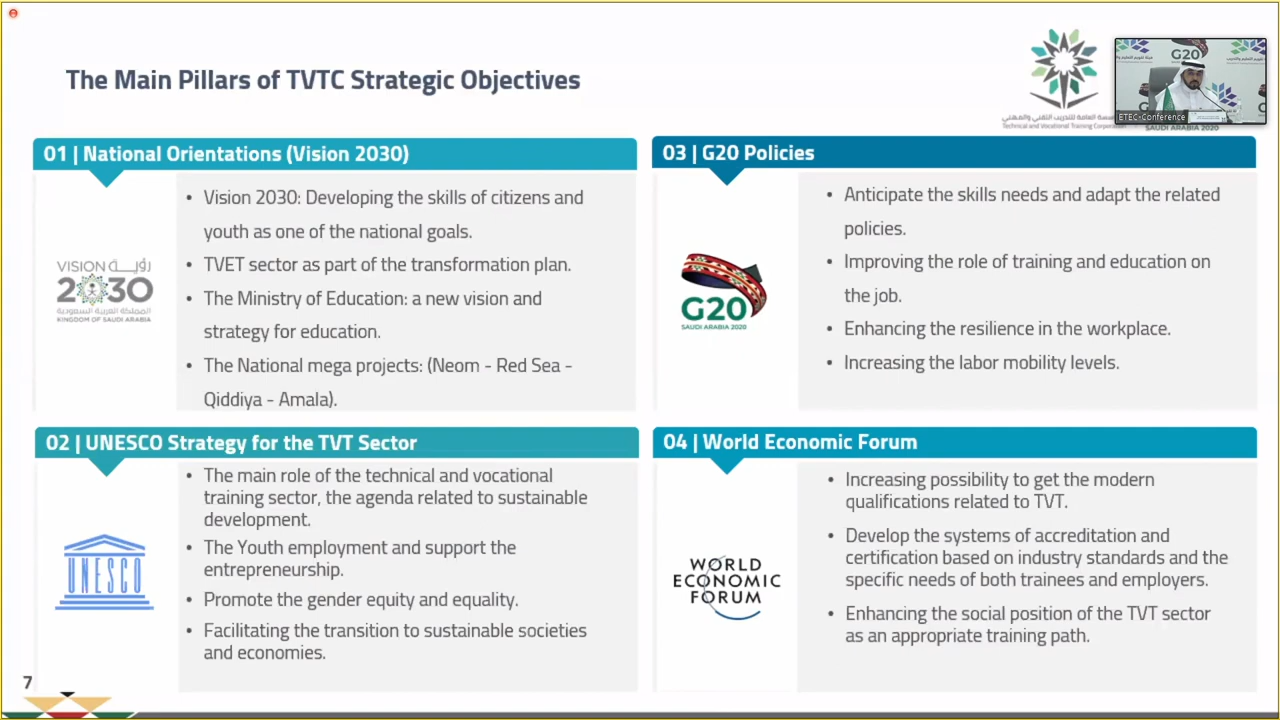 The Main Pillars of TVTC Strategic Objectives
المؤسسة العامة للتدريب التقني والمهني
Technical and Vocational Training Corporation
G20
ETEC-Conference
SAUDI ARABIA 2020
01 | National Orientations (Vision 2030)
VISION رؤية
2030
المملكة العربية السعودية
KINGDOM OF SAUDI ARABIA
• Vision 2030: Developing the skills of citizens and
youth as one of the national goals.
• TVET sector as part of the transformation plan.
• The Ministry of Education: a new vision and
strategy for education.
• The National mega projects: (Neom - Red Sea -
Qiddiya - Amala).
02 | UNESCO Strategy for the TVT Sector
UNESCO
• The main role of the technical and vocational
training sector, the agenda related to sustainable
development.
• The Youth employment and support the
entrepreneurship.
• Promote the gender equity and equality.
• Facilitating the transition to sustainable societies
and economies.
03 | G20 Policies
G20
SAUDI ARABIA 2020
• Anticipate the skills needs and adapt the related
policies.
• Improving the role of training and education on
the job.
• Enhancing the resilience in the workplace.
• Increasing the labor mobility levels.
04 | World Economic Forum
WORLD
ECONOMIC
FORUM
• Increasing possibility to get the modern
qualifications related to TVT.
• Develop the systems of accreditation and
certification based on industry standards and the
specific needs of both trainees and employers.
• Enhancing the social position of the TVT sector
as an appropriate training path.
7